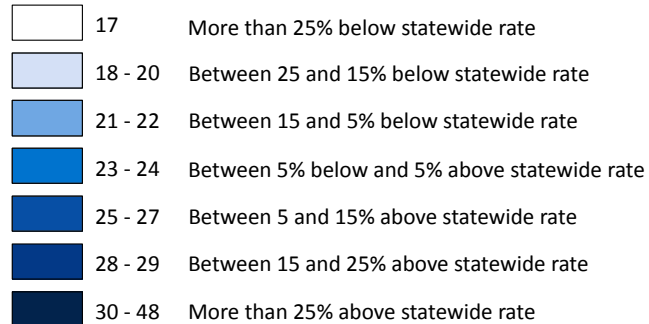 17 More than 25% below statewide rate
18 - 20 Between 25 and 15% below statewide rate
21 - 22 Between 15 and 5% below statewide rate
23 - 24 Between 5% below and 5% above statewide rate
25 - 27 Between 5 and 15% above statewide rate
28 - 29 Between 15 and 25% above statewide rate
30 - 48 More than 25% above statewide rate